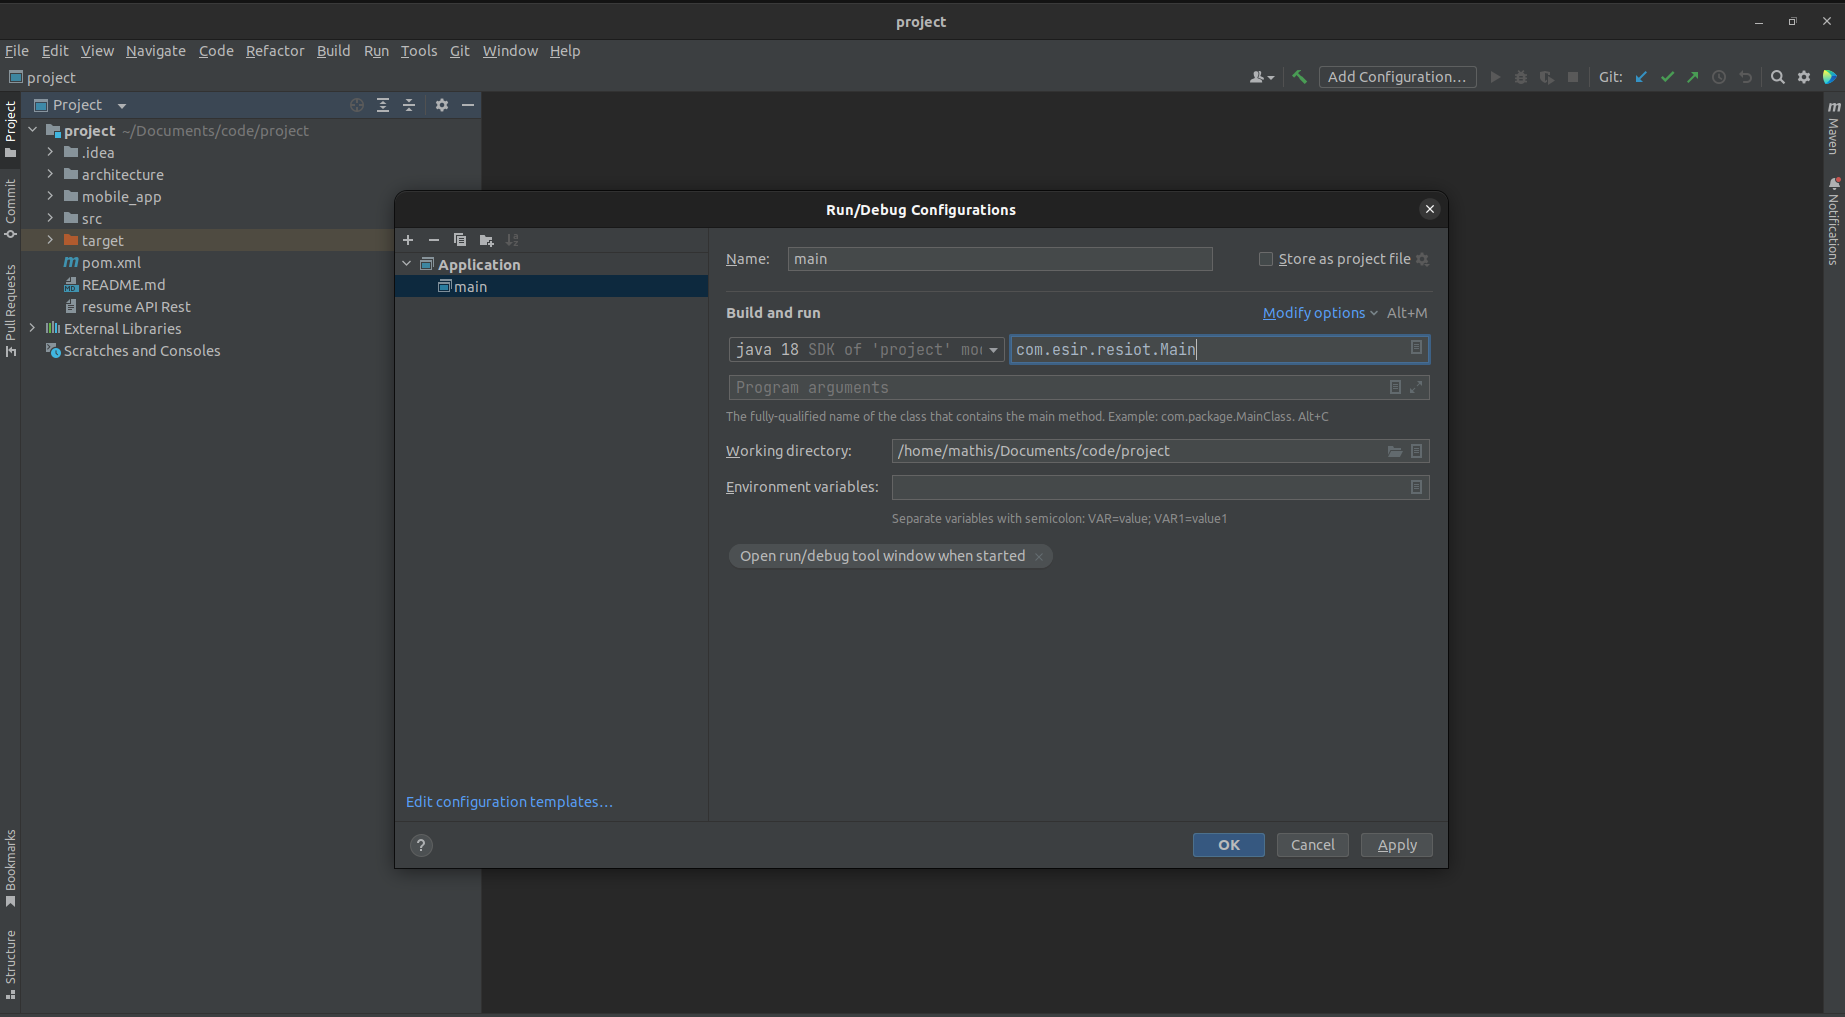 project
File Edit View Navigate Code Refactor Build Run Tools Git Window Help
project
Add Configuration...
Git:
Project
Project
project ~/Documents/code/project
.idea
architecture
mobile_app
src
target
pom.xml
README.md
resume API Rest
External Libraries
Scratches and Consoles
Commit
Pull Requests
Bookmarks
Structure
Maven
Notifications
Run/Debug Configurations
Application
main
Edit configuration templates...
Name: main
Store as project file
Build and run
Modify options Alt+M
java 18 SDK of 'project' mo
com.esir.resiot.Main
Program arguments
The fully-qualified name of the class that contains the main method. Example: com.package.MainClass. Alt+C
Working directory: /home/mathis/Documents/code/project
Environment variables:
Separate variables with semicolon: VAR=value; VAR1=value1
Open run/debug tool window when started
?
OK Cancel Apply